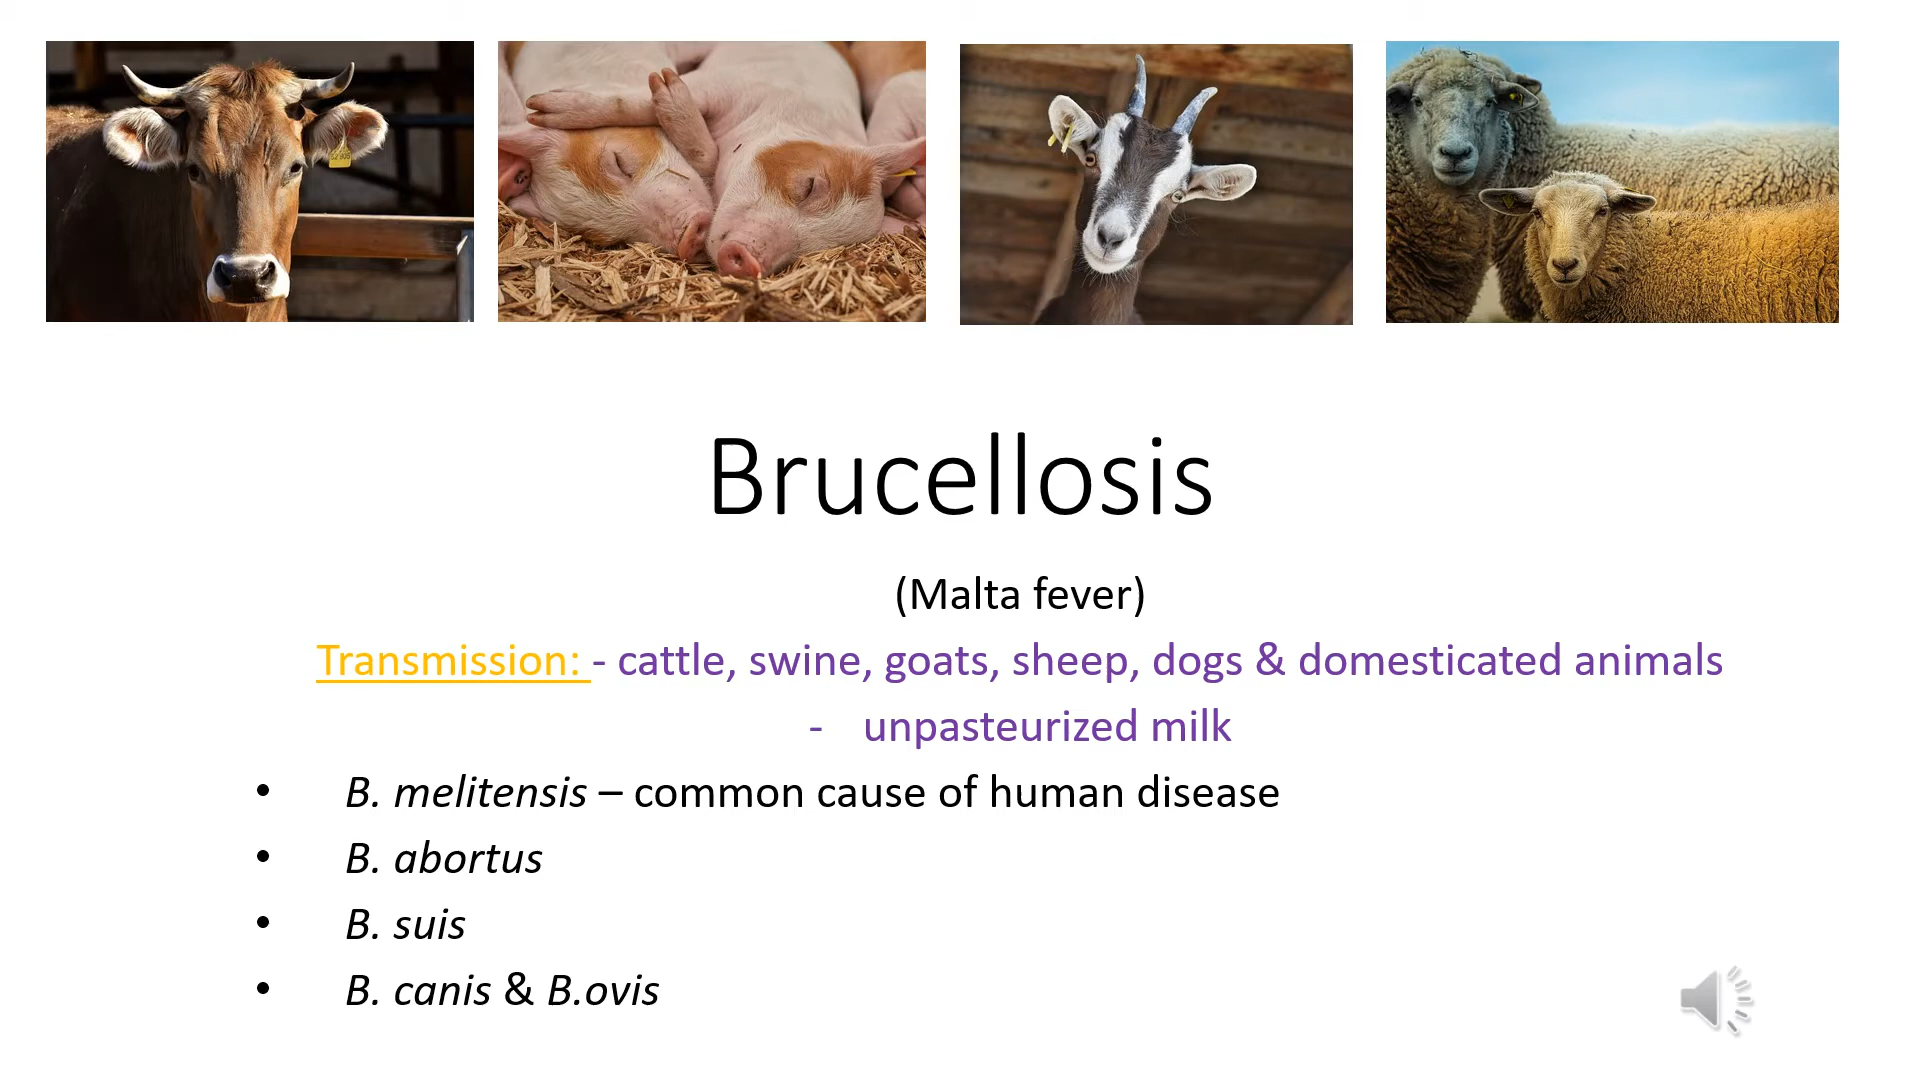 Brucellosis
(Malta fever)
Transmission: - cattle, swine, goats, sheep, dogs & domesticated animals
- unpasteurized milk
• B. melitensis – common cause of human disease
• B. abortus
• B. suis
• B. canis & B.ovis